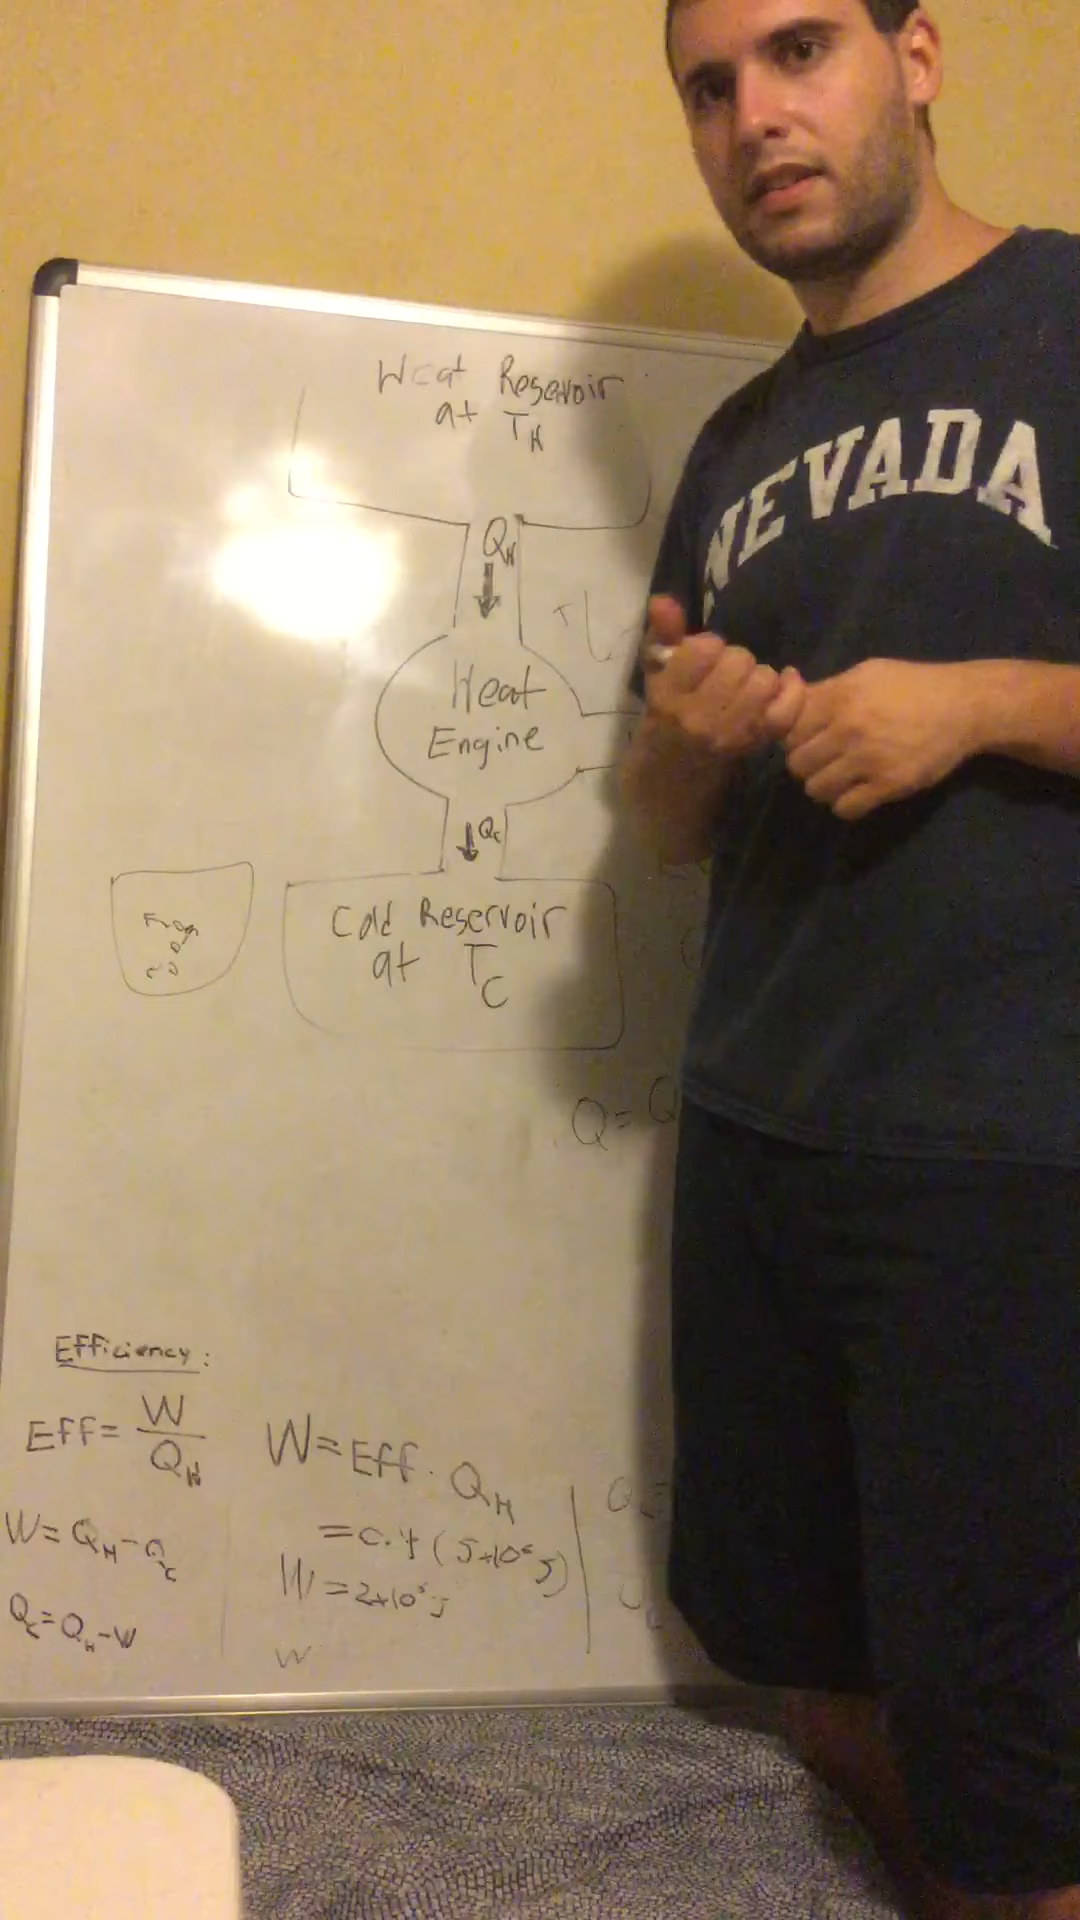 Heat Reservoir
at T_H
NEVADA
Q_H
Heat
Engine
Q_C
Cold Reservoir
at T_C
Q = Q
Efficiency:
Eff = W / Q_H
W = Eff · Q_H
W = Q_H - Q_C
= 0.4 (5×10⁵ J)
W = 2×10⁵ J
Q_C = Q_H - W
W